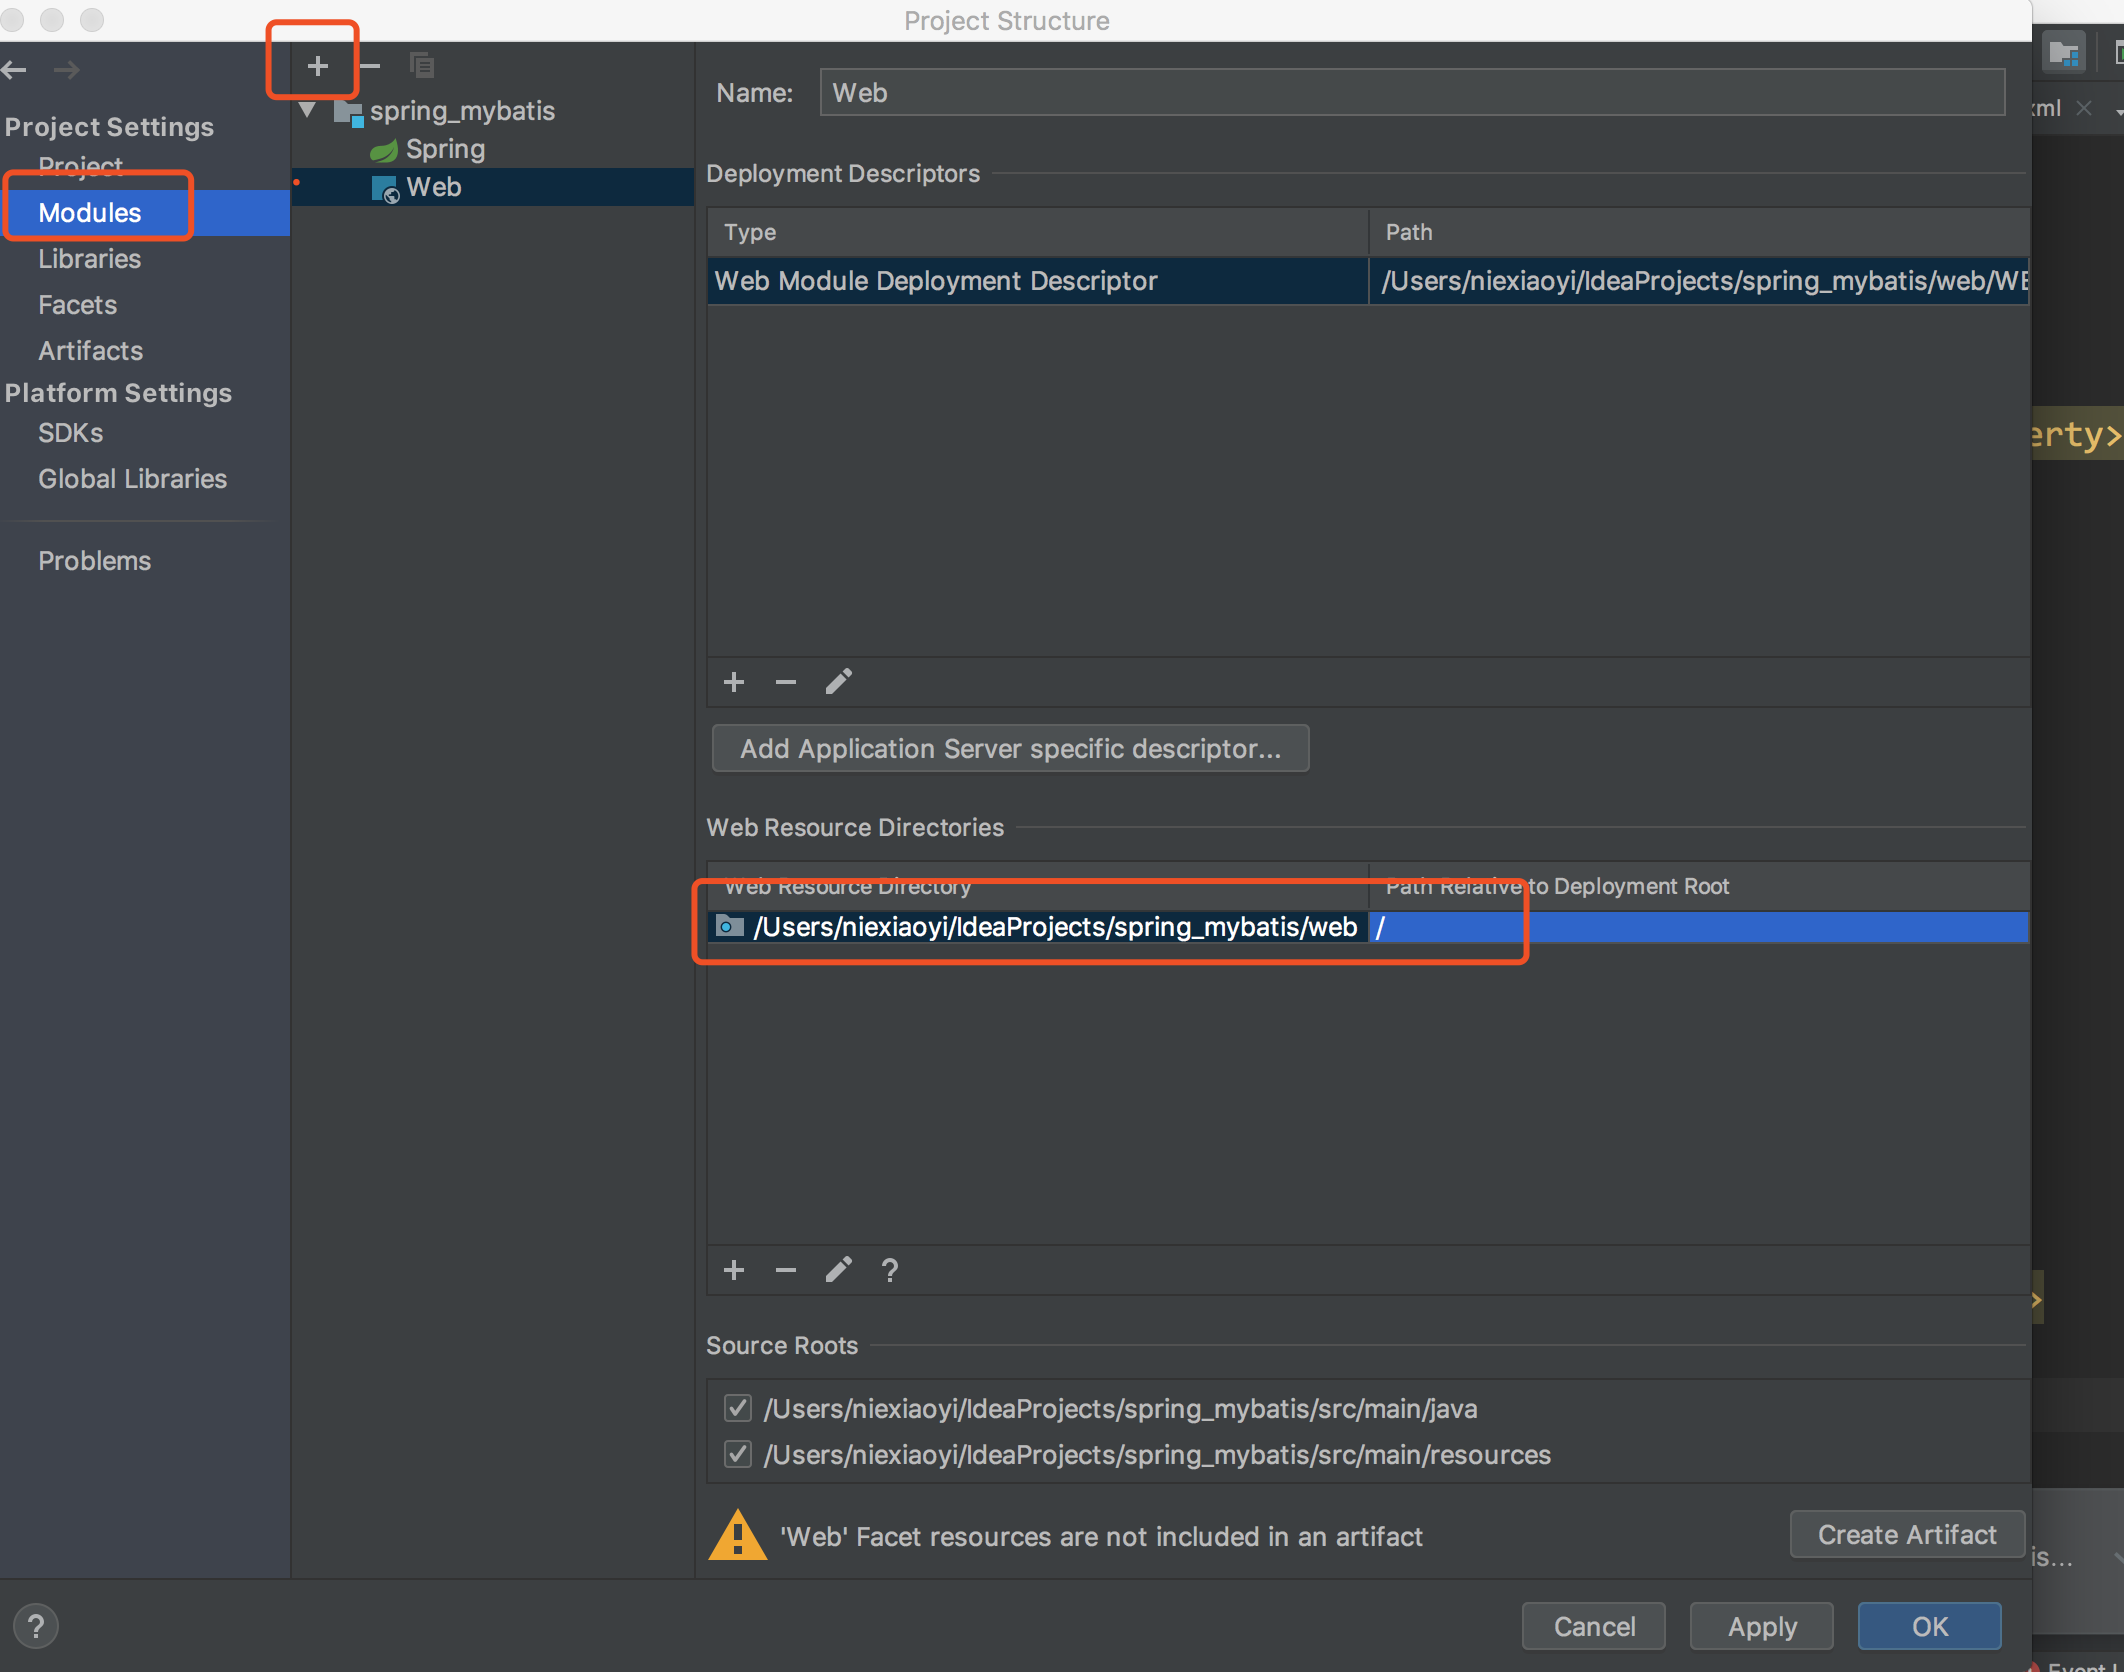 Project Structure
Project Settings
Project
Modules
Libraries
Facets
Artifacts
Platform Settings
SDKs
Global Libraries
Problems
spring_mybatis
Spring
Web
Name: Web
Deployment Descriptors
Type Path
Web Module Deployment Descriptor /Users/niexiaoyi/IdeaProjects/spring_mybatis/web/WE
Add Application Server specific descriptor...
Web Resource Directories
Web Resource Directory Path Relative to Deployment Root
/Users/niexiaoyi/IdeaProjects/spring_mybatis/web /
?
Source Roots
/Users/niexiaoyi/IdeaProjects/spring_mybatis/src/main/java
/Users/niexiaoyi/IdeaProjects/spring_mybatis/src/main/resources
'Web' Facet resources are not included in an artifact
Create Artifact
?
Cancel Apply OK
xml
erty>
>
is...